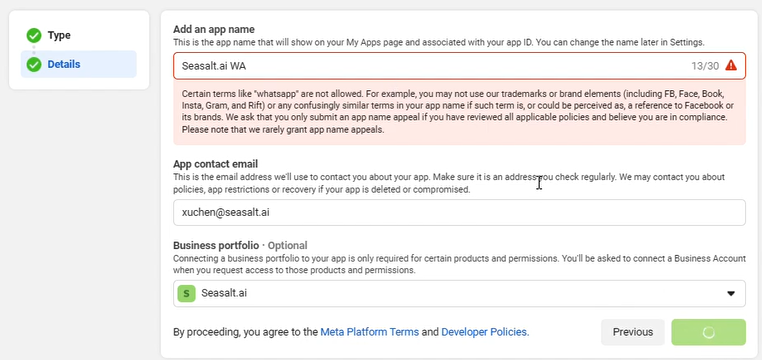 Type
Details
Add an app name
This is the app name that will show on your My Apps page and associated with your app ID. You can change the name later in Settings.
Seasalt.ai WA
13/30
Certain terms like "whatsapp" are not allowed. For example, you may not use our trademarks or brand elements (including FB, Face, Book,
Insta, Gram, and Rift) or any confusingly similar terms in your app name if such term is, or could be perceived as, a reference to Facebook or
its brands. We ask that you only submit an app name appeal if you have reviewed all applicable policies and believe you are in compliance.
Please note that we rarely grant app name appeals.
App contact email
This is the email address we'll use to contact you about your app. Make sure it is an address you check regularly. We may contact you about
policies, app restrictions or recovery if your app is deleted or compromised.
xuchen@seasalt.ai
Business portfolio · Optional
Connecting a business portfolio to your app is only required for certain products and permissions. You'll be asked to connect a Business Account
when you request access to those products and permissions.
S Seasalt.ai
By proceeding, you agree to the Meta Platform Terms and Developer Policies.
Previous